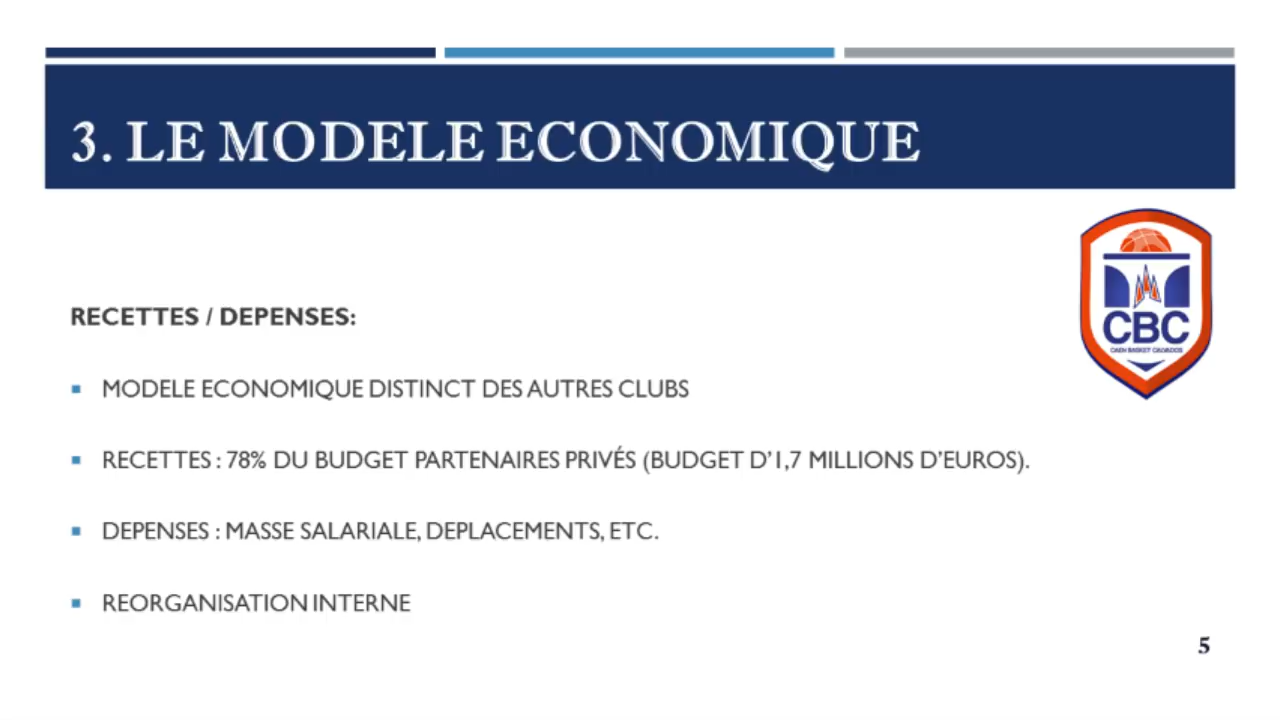 3. LE MODELE ECONOMIQUE
CBC
CAEN BASKET CALVADOS
RECETTES / DEPENSES:
MODELE ECONOMIQUE DISTINCT DES AUTRES CLUBS
RECETTES : 78% DU BUDGET PARTENAIRES PRIVÉS (BUDGET D'1,7 MILLIONS D'EUROS).
DEPENSES : MASSE SALARIALE, DEPLACEMENTS, ETC.
REORGANISATION INTERNE
5